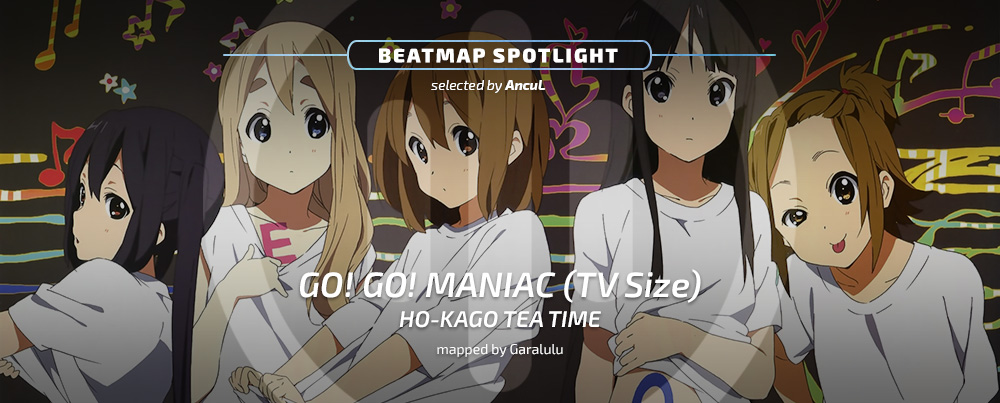 BEATMAP SPOTLIGHT
selected by AncuL
E
GO! GO! MANIAC (TV Size)
HO-KAGO TEA TIME
mapped by Garalulu